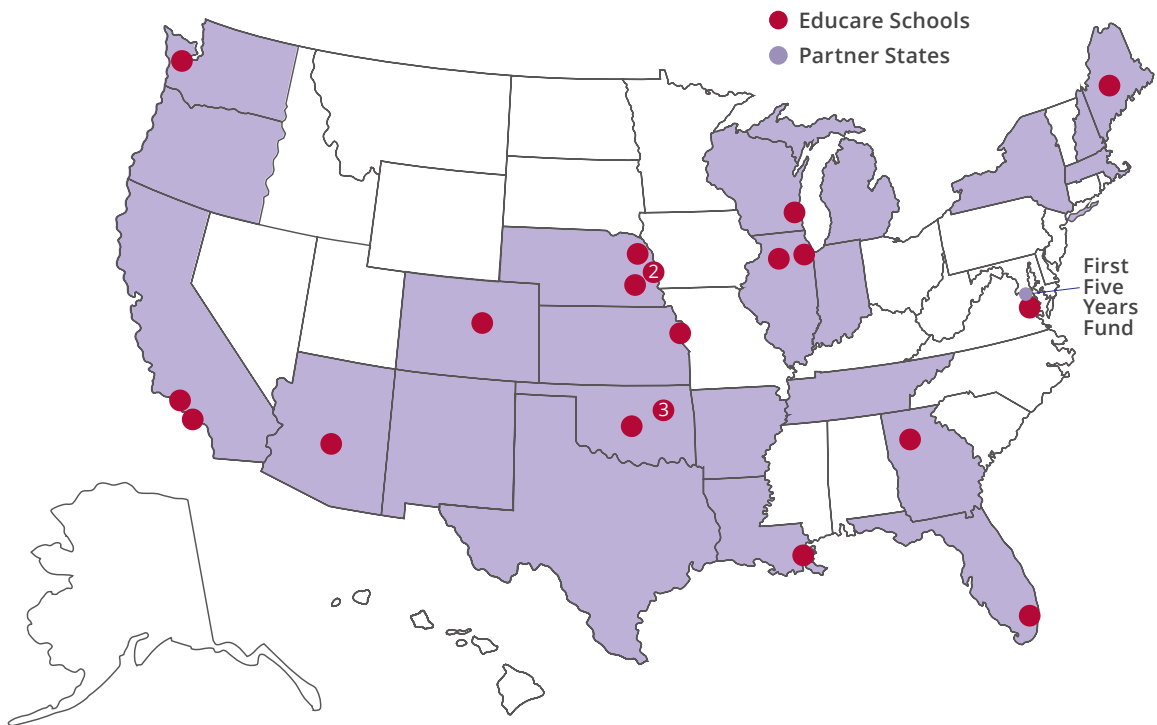 Educare Schools
Partner States
2
First
Five
Years
Fund
3